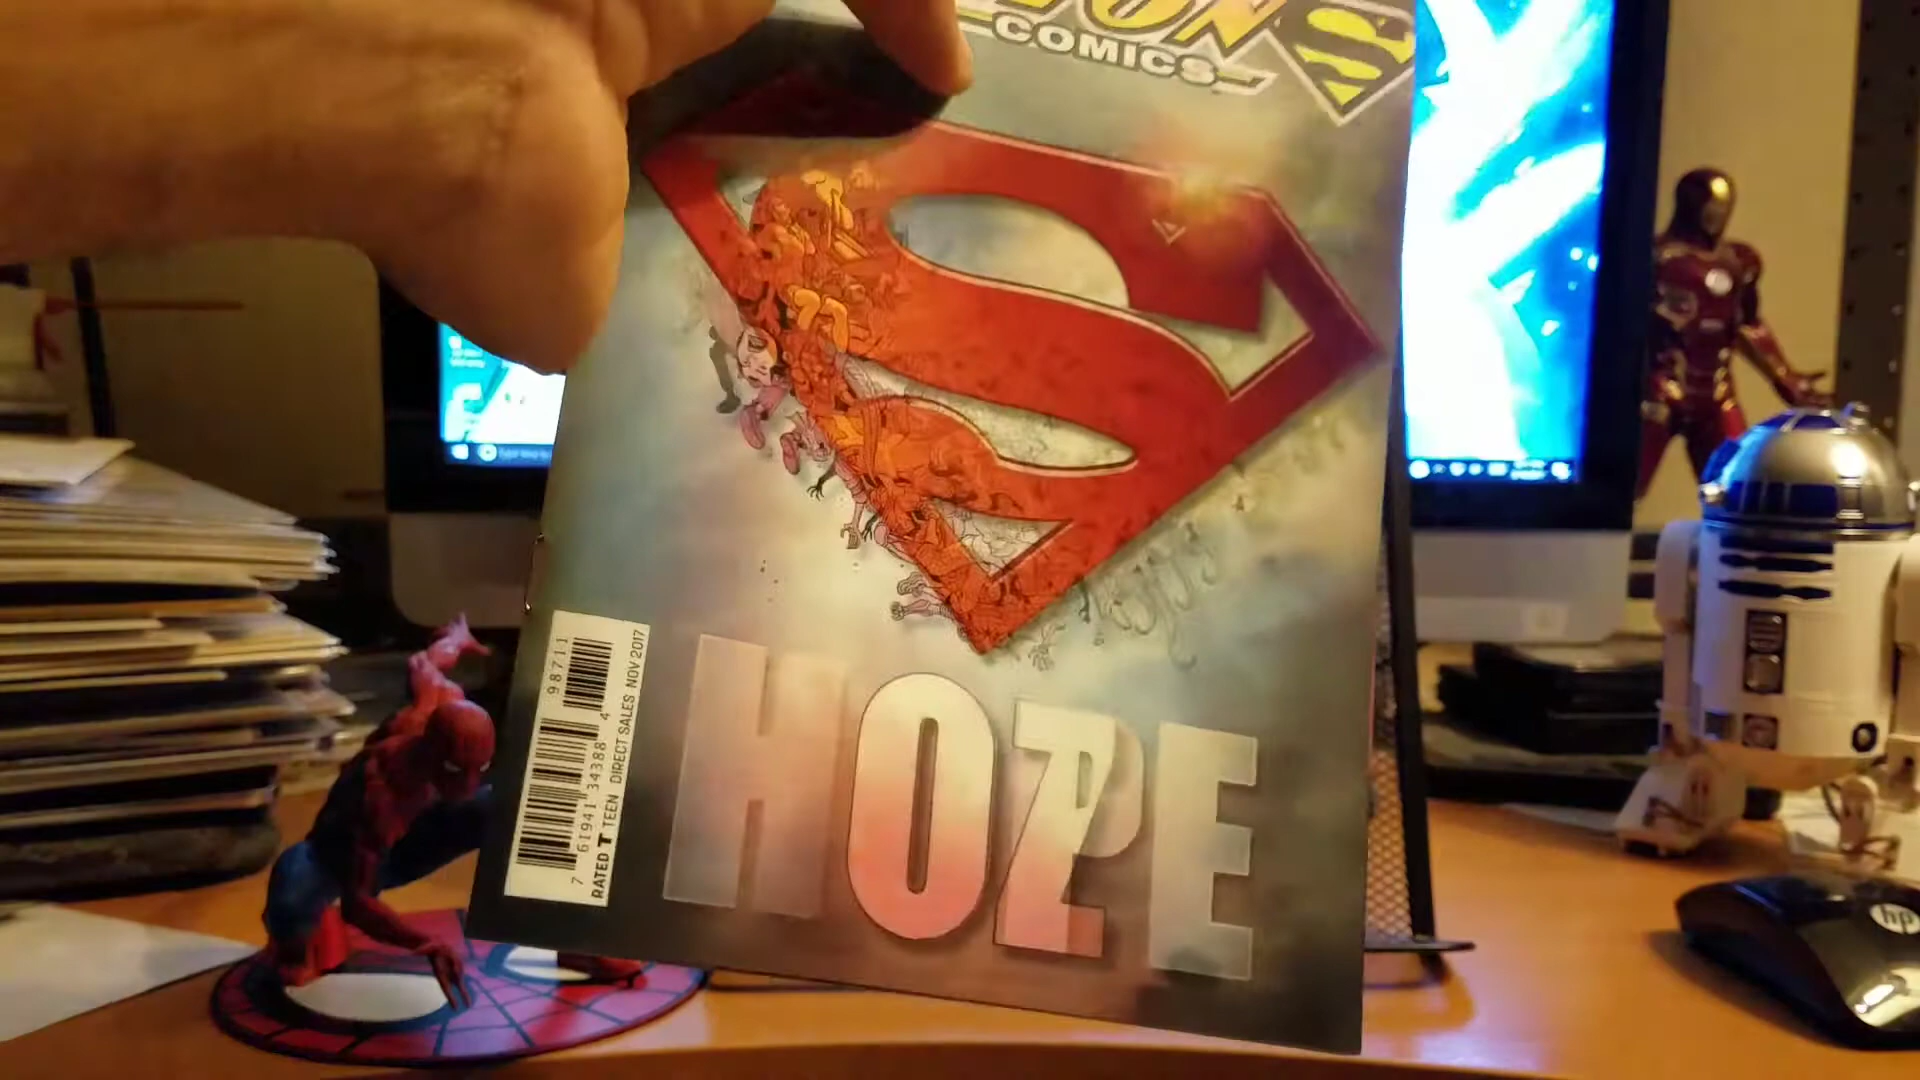 COMICS
HOPE
98711
7 61941 34388 4
RATED T TEEN DIRECT SALES NOV 2017
hp